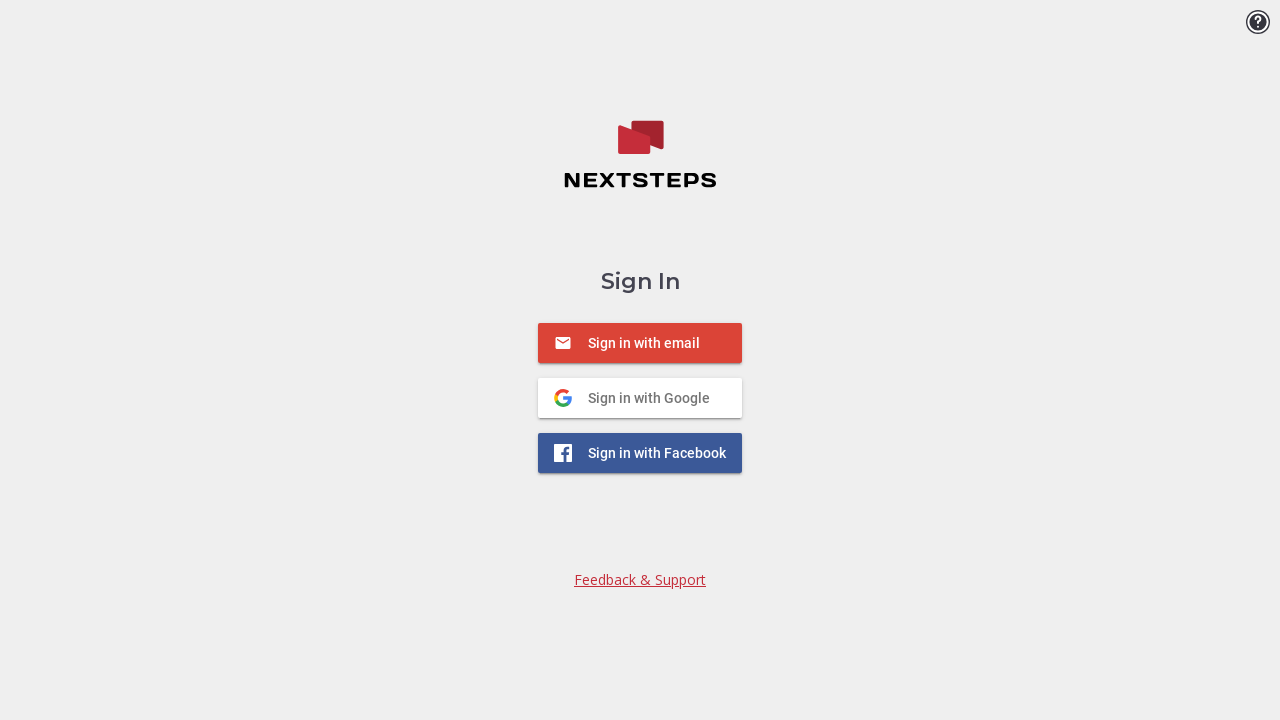 NEXTSTEPS
Sign In
Sign in with email
Sign in with Google
Sign in with Facebook
Feedback & Support